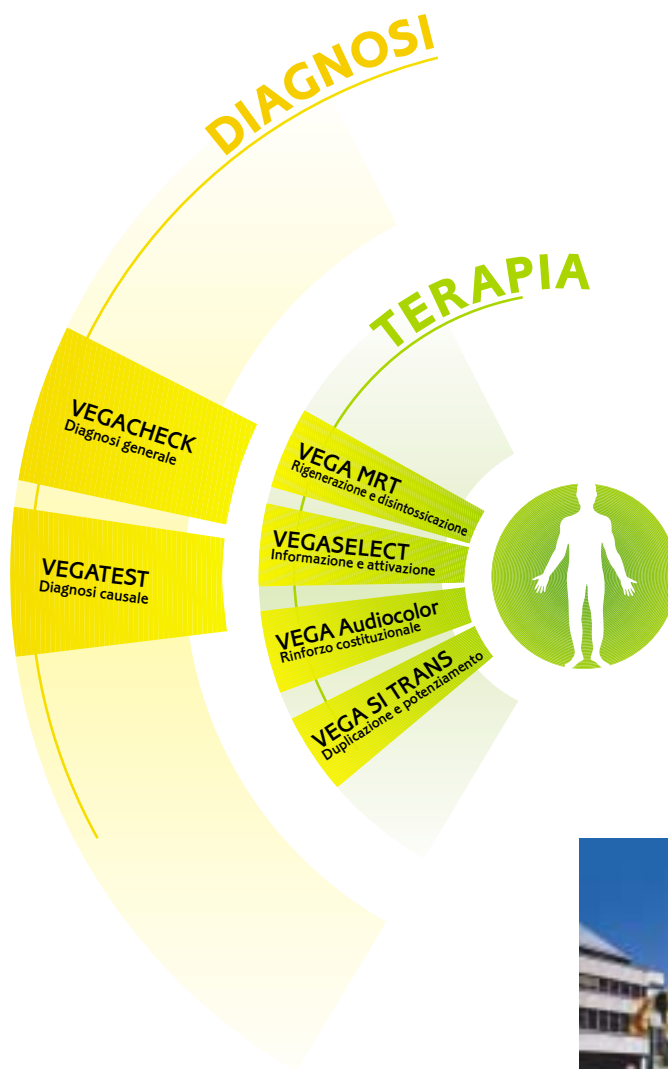 DIAGNOSI
TERAPIA
VEGACHECK
Diagnosi generale
VEGATEST
Diagnosi causale
VEGA MRT
Rigenerazione e disintossicazione
VEGASELECT
Informazione e attivazione
VEGA Audiocolor
Rinforzo costituzionale
VEGA SI TRANS
Duplicazione e potenziamento